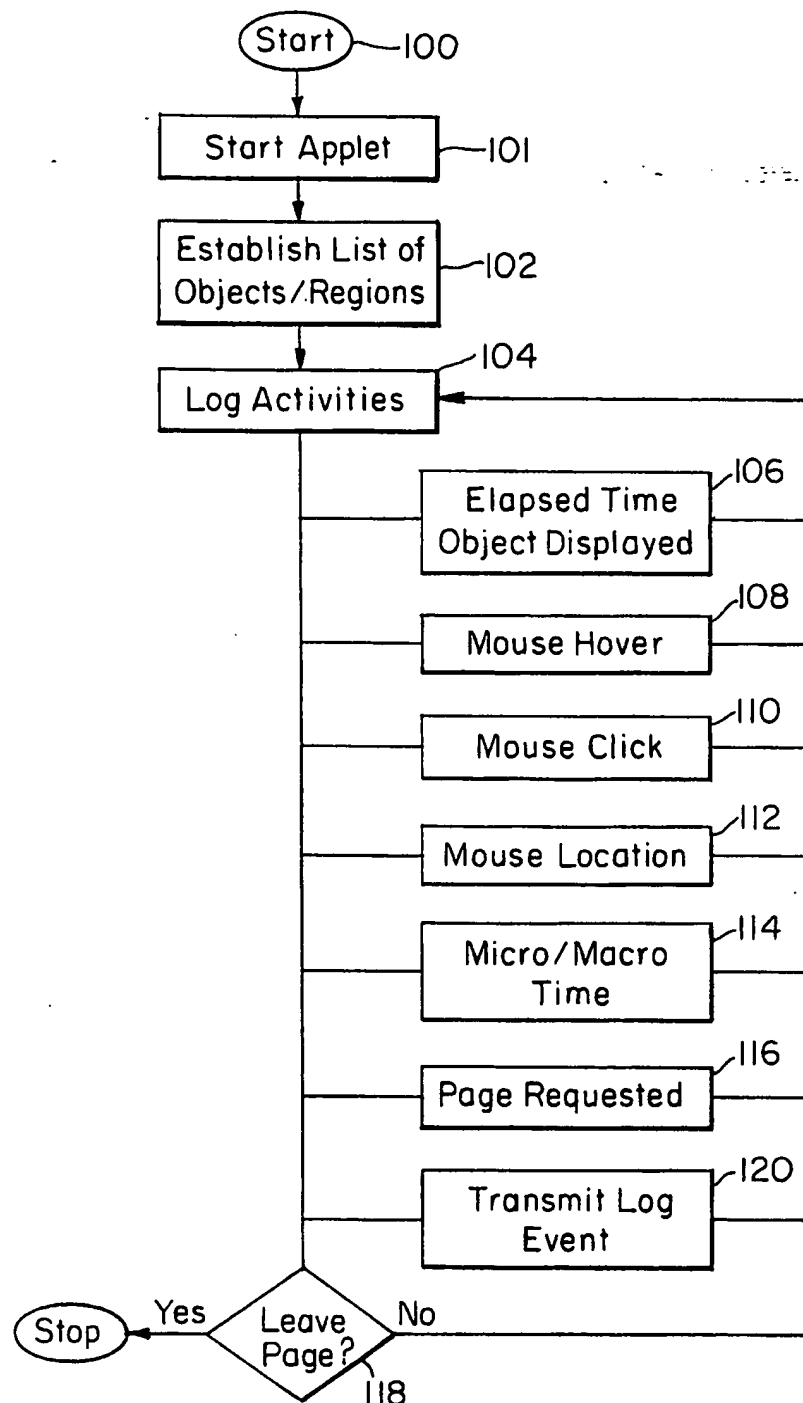 Start
100
Start Applet
101
Establish List of
Objects/Regions
102
104
Log Activities
106
Elapsed Time
Object Displayed
108
Mouse Hover
110
Mouse Click
112
Mouse Location
114
Micro/Macro
Time
116
Page Requested
120
Transmit Log
Event
Stop
Yes
Leave
Page?
No
118